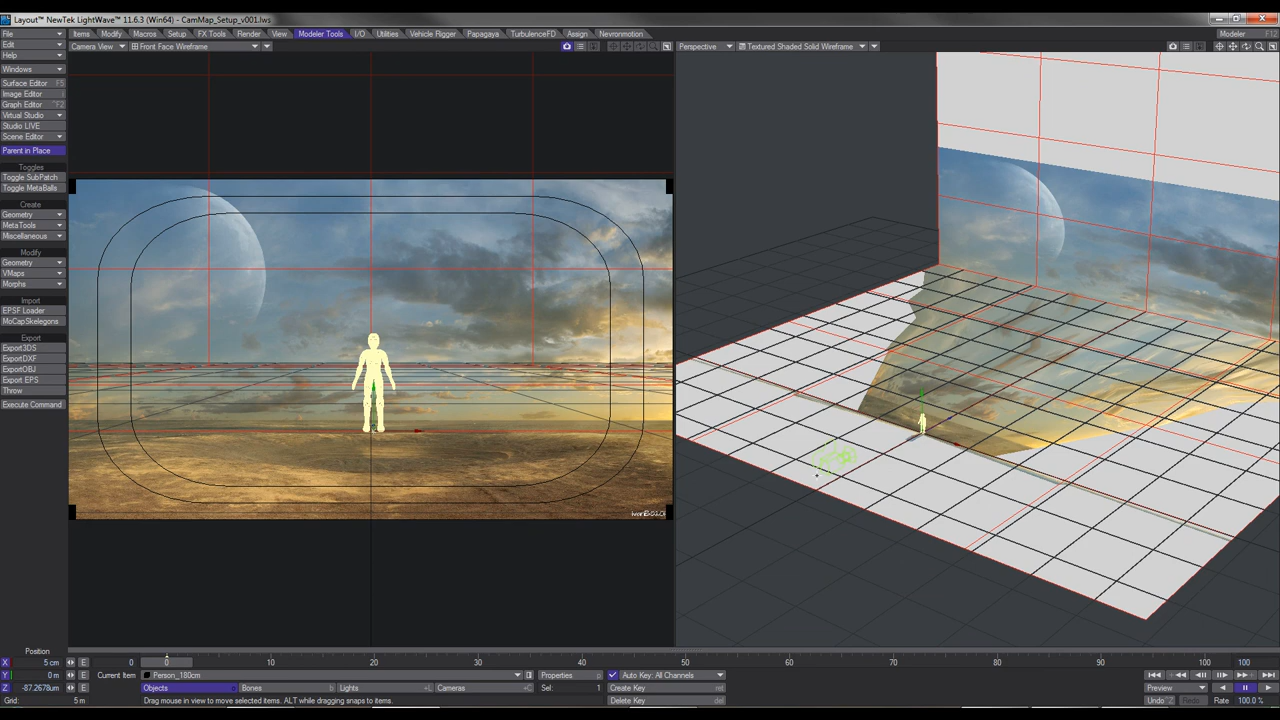 Layout™ NewTek LightWave™ 11.6.3 (Win64) - CamMap_Setup_v001.lws
File Items Modify Macros Setup FX Tools Render View Modeler Tools I/O Utilities Vehicle Rigger Papagaya TurbulenceFD Assign Nevronmotion Modeler F12
Edit Camera View Front Face Wireframe Perspective Textured Shaded Solid Wireframe
Help
Windows
Surface Editor F5
Image Editor
Graph Editor ^F2
Virtual Studio
Studio LIVE
Scene Editor
Parent in Place
Toggles
Toggle SubPatch
Toggle MetaBalls
Create
Geometry
MetaTools
Miscellaneous
Modify
Geometry
VMaps
Morphs
Import
EPSF Loader
MoCapSkelegons
Export
Export3DS
ExportDXF
ExportOBJ
Export EPS
Throw
Execute Command
Position
X 5 cm E 0 0 10 20 30 40 50 60 70 80 90 100 100
Y 0 m E Current Item Person_180cm Properties p Auto Key: All Channels
Z -87.2678um E Objects o Bones b Lights +L Cameras +C Sel: 1 Create Key ret Preview
Grid: 5 m Drag mouse in view to move selected items. ALT while dragging snaps to items. Delete Key del Undo ^Z Redo Rate 100.0 %